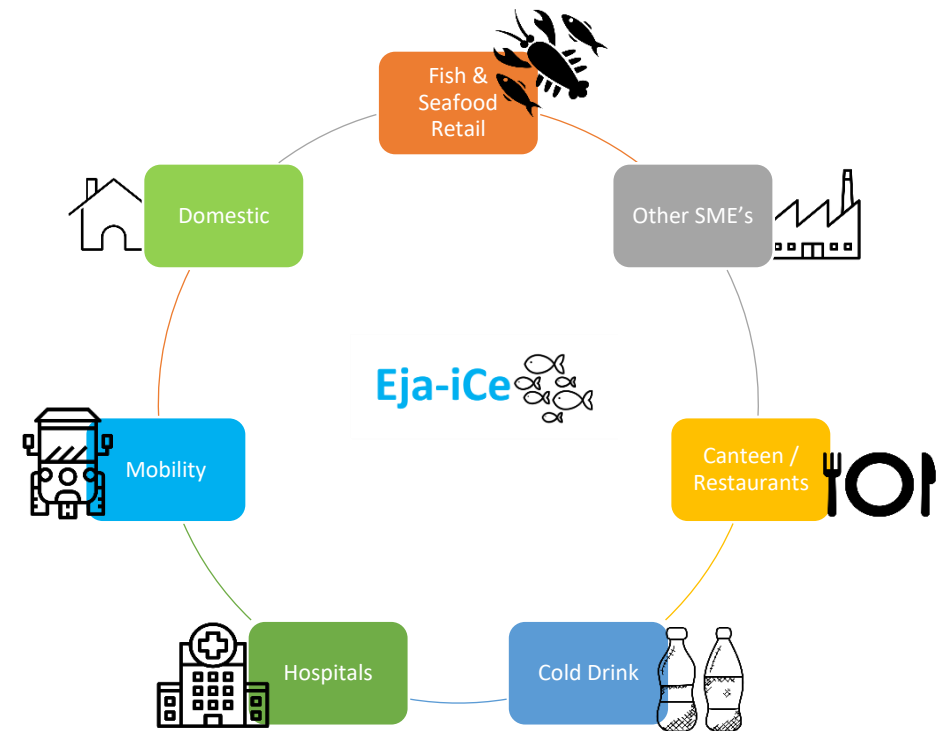 Fish &
Seafood
Retail
Other SME's
Canteen /
Restaurants
Cold Drink
Hospitals
Mobility
Domestic
Eja-iCe